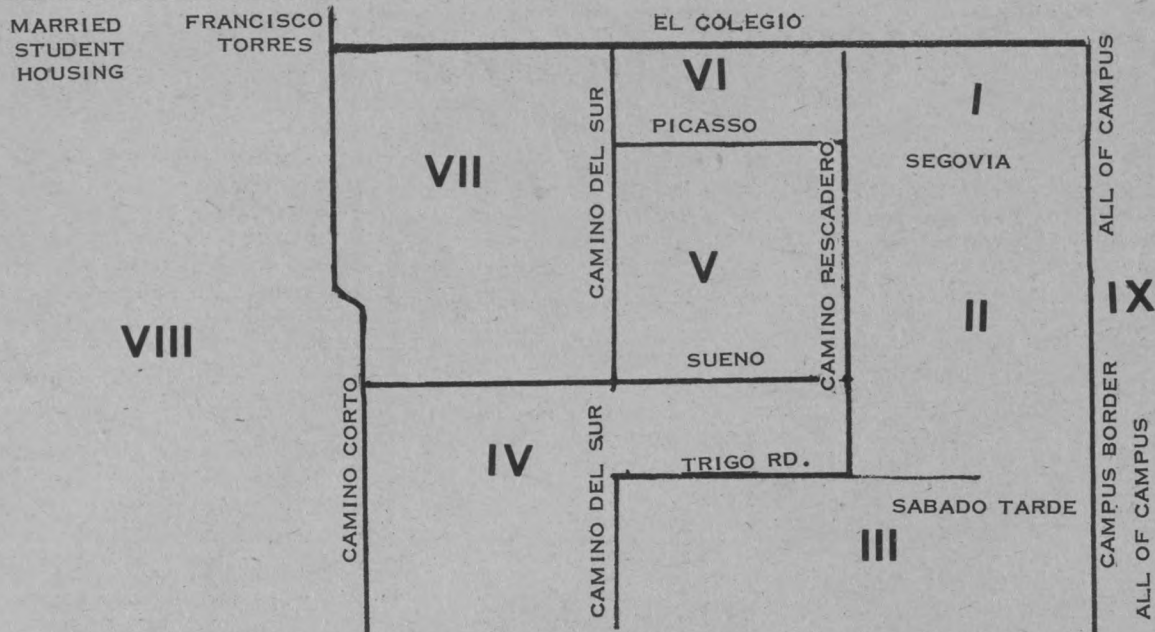 MARRIED
STUDENT
HOUSING
FRANCISCO
TORRES
EL COLEGIO
VI
I
PICASSO
SEGOVIA
VII
CAMINO DEL SUR
CAMINO PESCADERO
ALL OF CAMPUS
V
II
IX
VIII
SUENO
CAMINO CORTO
IV
CAMINO DEL SUR
TRIGO RD.
SABADO TARDE
III
CAMPUS BORDER
ALL OF CAMPUS